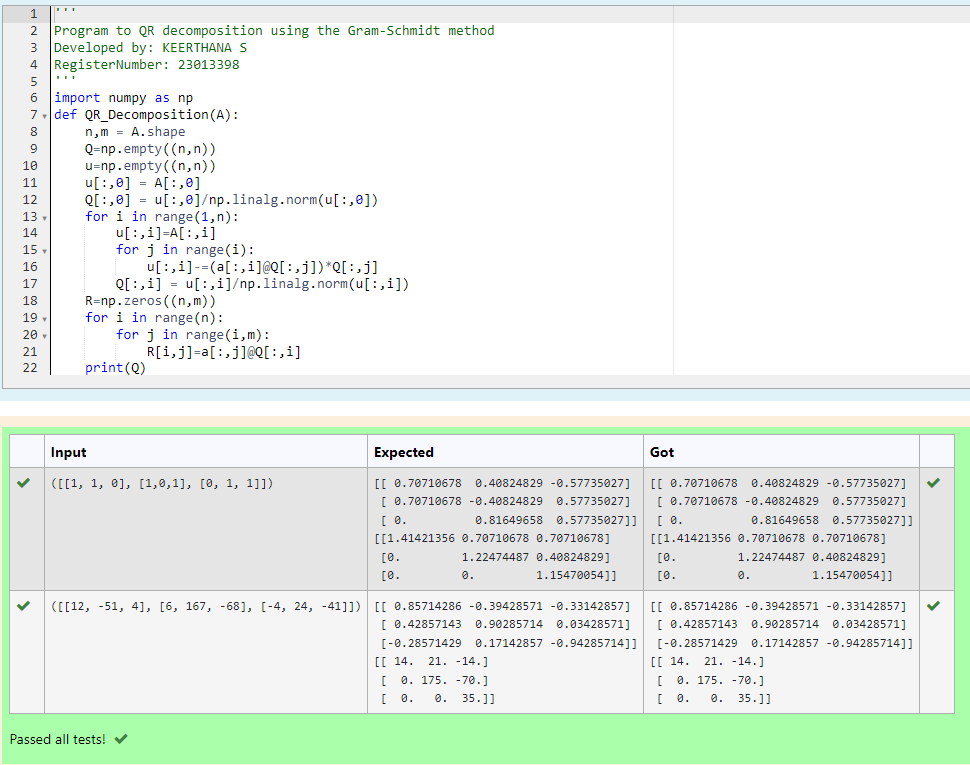 1 '''
2 Program to QR decomposition using the Gram-Schmidt method
3 Developed by: KEERTHANA S
4 RegisterNumber: 23013398
5 '''
6 import numpy as np
7 def QR_Decomposition(A):
8     n,m = A.shape
9     Q=np.empty((n,n))
10     u=np.empty((n,n))
11     u[:,0] = A[:,0]
12     Q[:,0] = u[:,0]/np.linalg.norm(u[:,0])
13     for i in range(1,n):
14         u[:,i]=A[:,i]
15         for j in range(i):
16             u[:,i]-=(a[:,i]@Q[:,j])*Q[:,j]
17         Q[:,i] = u[:,i]/np.linalg.norm(u[:,i])
18     R=np.zeros((n,m))
19     for i in range(n):
20         for j in range(i,m):
21             R[i,j]=a[:,j]@Q[:,i]
22     print(Q)
Input Expected Got
([[1, 1, 0], [1,0,1], [0, 1, 1]]) [[ 0.70710678  0.40824829 -0.57735027] [[ 0.70710678  0.40824829 -0.57735027]
[ 0.70710678 -0.40824829  0.57735027] [ 0.70710678 -0.40824829  0.57735027]
[ 0.          0.81649658  0.57735027]] [ 0.          0.81649658  0.57735027]]
[[1.41421356 0.70710678 0.70710678] [[1.41421356 0.70710678 0.70710678]
[0.         1.22474487 0.40824829] [0.         1.22474487 0.40824829]
[0.         0.         1.15470054]] [0.         0.         1.15470054]]
([[12, -51, 4], [6, 167, -68], [-4, 24, -41]]) [[ 0.85714286 -0.39428571 -0.33142857] [[ 0.85714286 -0.39428571 -0.33142857]
[ 0.42857143  0.90285714  0.03428571] [ 0.42857143  0.90285714  0.03428571]
[-0.28571429  0.17142857 -0.94285714]] [-0.28571429  0.17142857 -0.94285714]]
[[ 14.  21. -14.] [[ 14.  21. -14.]
[  0. 175. -70.] [  0. 175. -70.]
[  0.   0.  35.]] [  0.   0.  35.]]
Passed all tests!